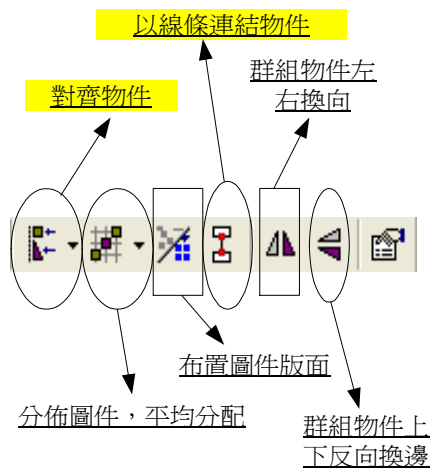 以線條連結物件
群組物件左
右換向
對齊物件
布置圖件版面
分佈圖件，平均分配
群組物件上
下反向換邊